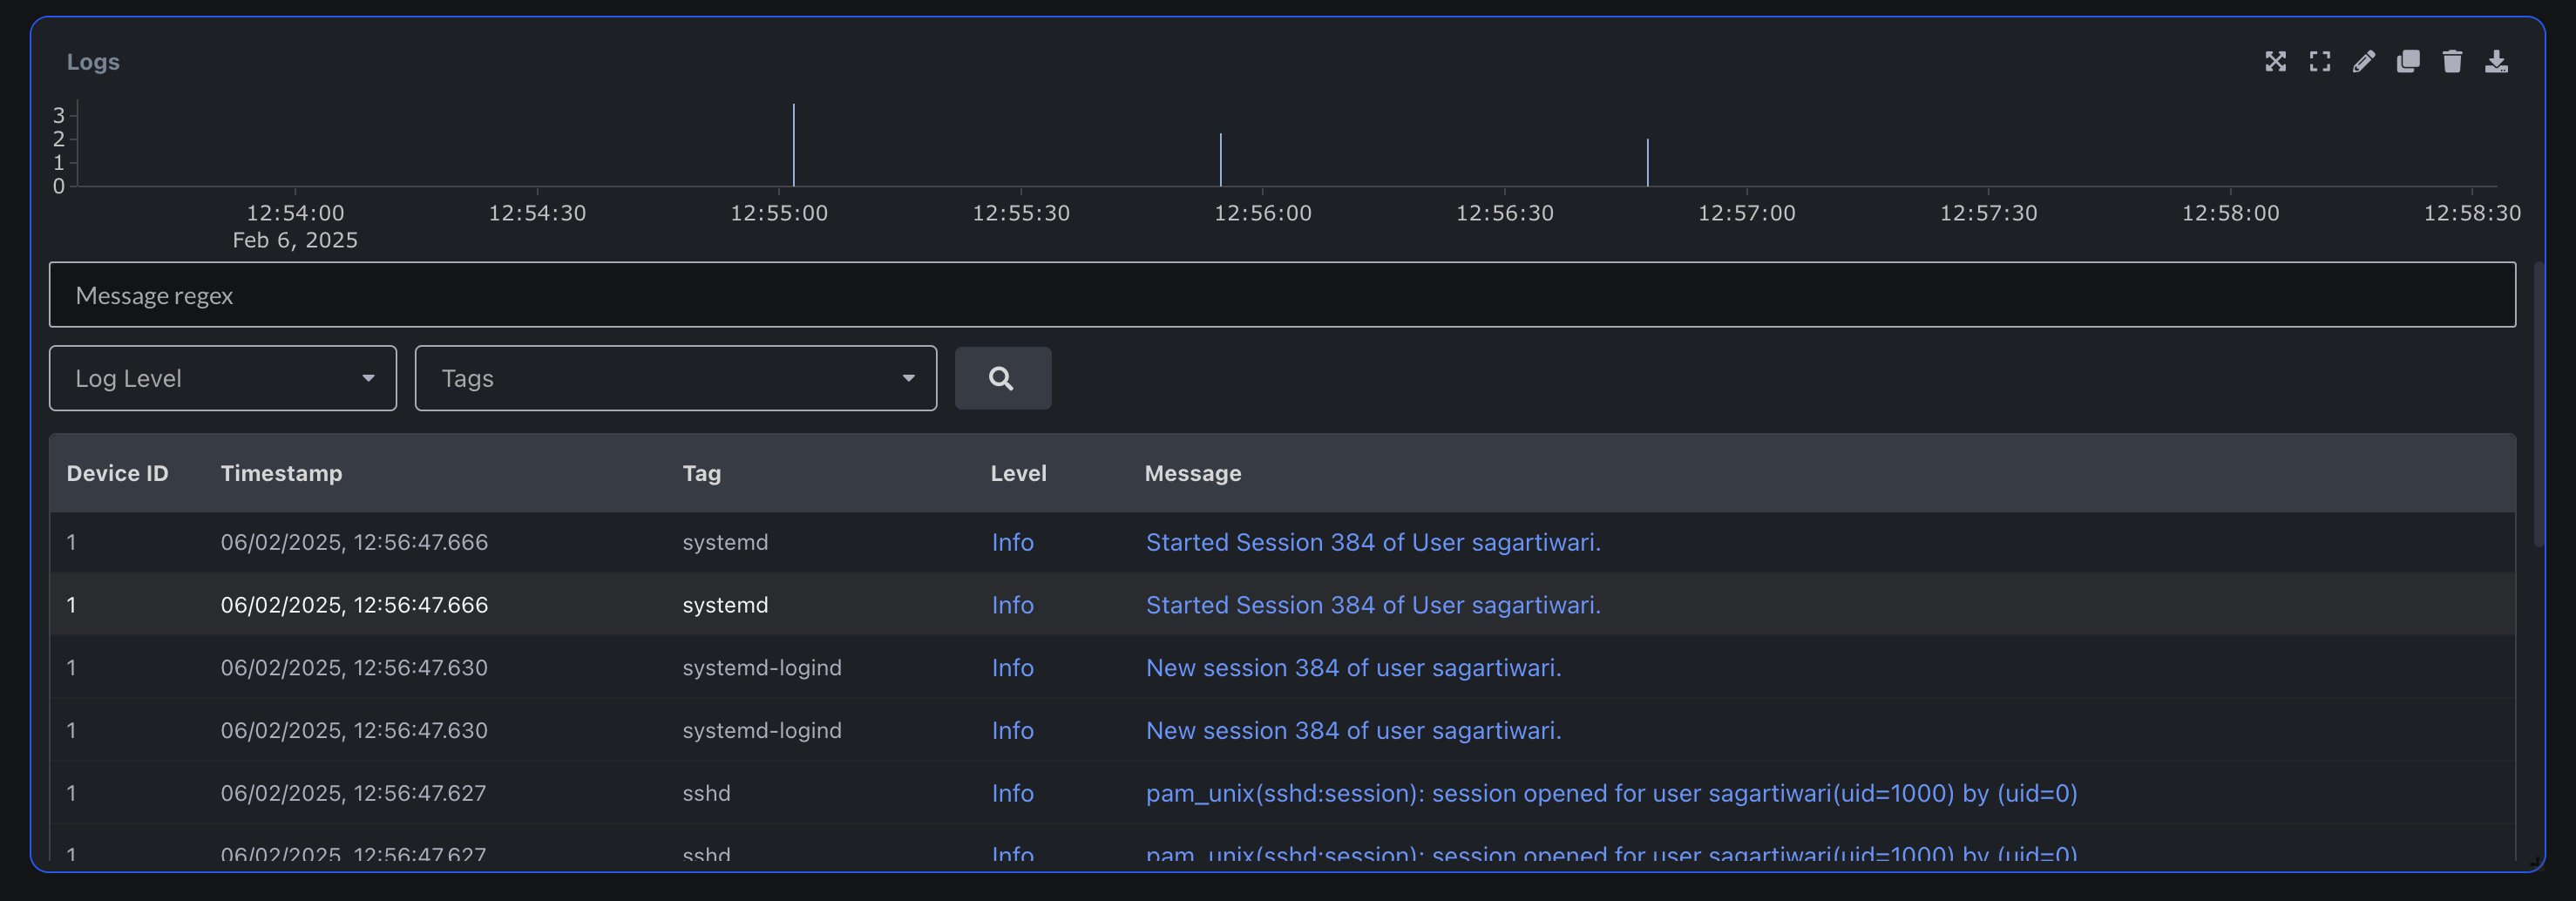 Logs
3
2
1
0
12:54:00 12:54:30 12:55:00 12:55:30 12:56:00 12:56:30 12:57:00 12:57:30 12:58:00 12:58:30
Feb 6, 2025
Message regex
Log Level Tags
Device ID Timestamp Tag Level Message
1 06/02/2025, 12:56:47.666 systemd Info Started Session 384 of User sagartiwari.
1 06/02/2025, 12:56:47.666 systemd Info Started Session 384 of User sagartiwari.
1 06/02/2025, 12:56:47.630 systemd-logind Info New session 384 of user sagartiwari.
1 06/02/2025, 12:56:47.630 systemd-logind Info New session 384 of user sagartiwari.
1 06/02/2025, 12:56:47.627 sshd Info pam_unix(sshd:session): session opened for user sagartiwari(uid=1000) by (uid=0)
1 06/02/2025, 12:56:47.627 sshd Info pam_unix(sshd:session): session opened for user sagartiwari(uid=1000) by (uid=0)